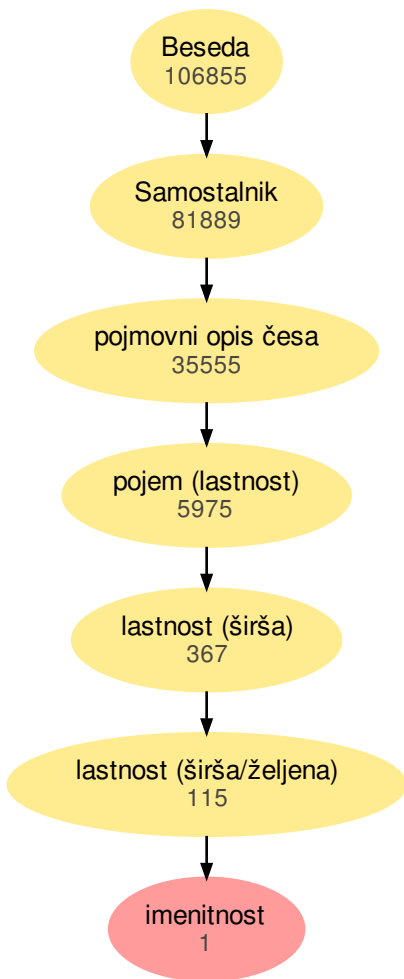 Beseda
106855
Samostalnik
81889
pojmovni opis česa
35555
pojem (lastnost)
5975
lastnost (širša)
367
lastnost (širša/željena)
115
imenitnost
1